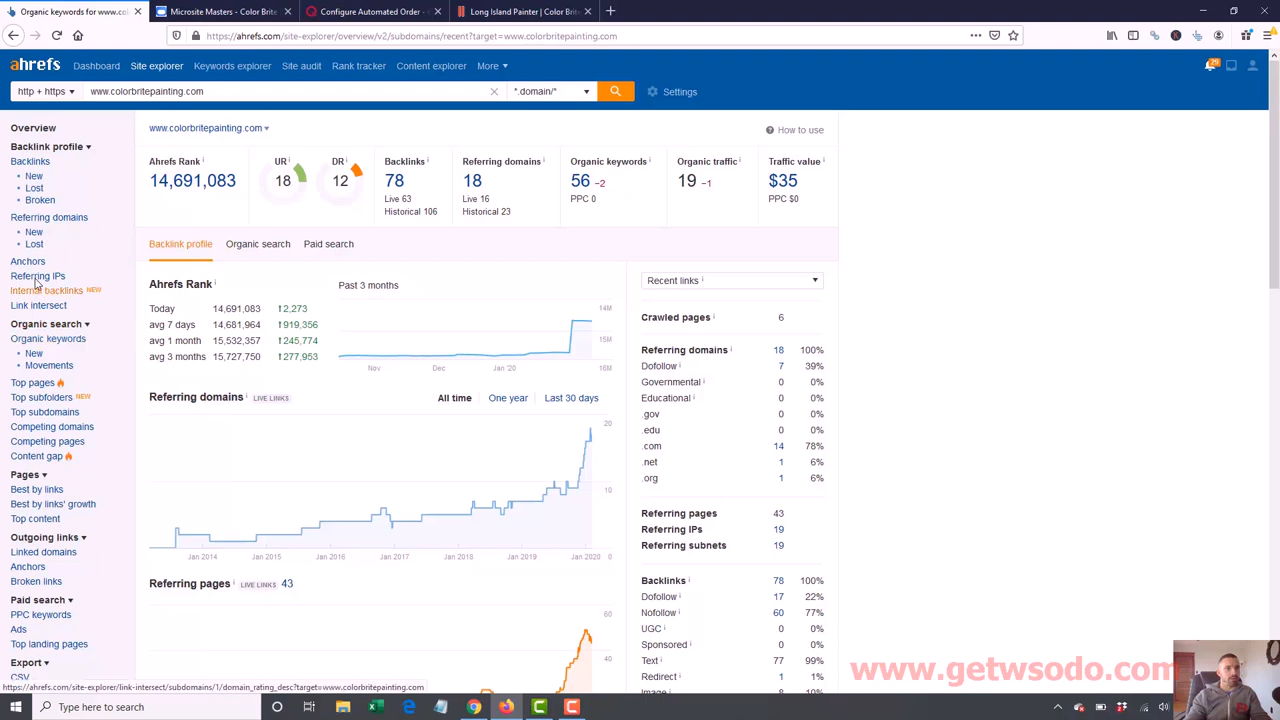 Organic keywords for www.col
Microsite Masters - Color Brite
Configure Automated Order -
Long Island Painter | Color Bri
https://ahrefs.com/site-explorer/overview/v2/subdomains/recent?target=www.colorbritepainting.com
ahrefs Dashboard Site explorer Keywords explorer Site audit Rank tracker Content explorer More 29
http + https www.colorbritepainting.com *.domain/* Settings
Overview
Backlink profile
Backlinks
New
Lost
Broken
Referring domains
New
Lost
Anchors
Referring IPs
Internal backlinks NEW
Link intersect
Organic search
Organic keywords
New
Movements
Top pages
Top subfolders NEW
Top subdomains
Competing domains
Competing pages
Content gap
Pages
Best by links
Best by links' growth
Top content
Outgoing links
Linked domains
Anchors
Broken links
Paid search
PPC keywords
Ads
Top landing pages
Export
CSV
www.colorbritepainting.com How to use
Ahrefs Rank i UR i DR i Backlinks i Referring domains i Organic keywords i Organic traffic i Traffic value i
14,691,083 18 12 78 18 56 −2 19 −1 $35
Live 63 Live 16 PPC 0 PPC $0
Historical 106 Historical 23
Backlink profile Organic search Paid search
Ahrefs Rank i Past 3 months
Today 14,691,083 ↑2,273
avg 7 days 14,681,964 ↑919,356
avg 1 month 15,532,357 ↑245,774
avg 3 months 15,727,750 ↑277,953
14M
15M
16M
Nov Dec Jan '20
Referring domains i LIVE LINKS All time One year Last 30 days
20
10
0
Jan 2014 Jan 2015 Jan 2016 Jan 2017 Jan 2018 Jan 2019 Jan 2020
Referring pages i LIVE LINKS 43
60
40
Recent links i
Crawled pages i 6
Referring domains i 18 100%
Dofollow i 7 39%
Governmental i 0 0%
Educational i 0 0%
.gov 0 0%
.edu 0 0%
.com 14 78%
.net 1 6%
.org 1 6%
Referring pages 43
Referring IPs 19
Referring subnets 19
Backlinks i 78 100%
Dofollow i 17 22%
Nofollow i 60 77%
UGC i 0 0%
Sponsored i 0 0%
Text i 77 99%
Redirect i 1 1%
Image i 8 10%
www.getwsodo.com
https://ahrefs.com/site-explorer/link-intersect/subdomains/1/domain_rating_desc?target=www.colorbritepainting.com
Type here to search